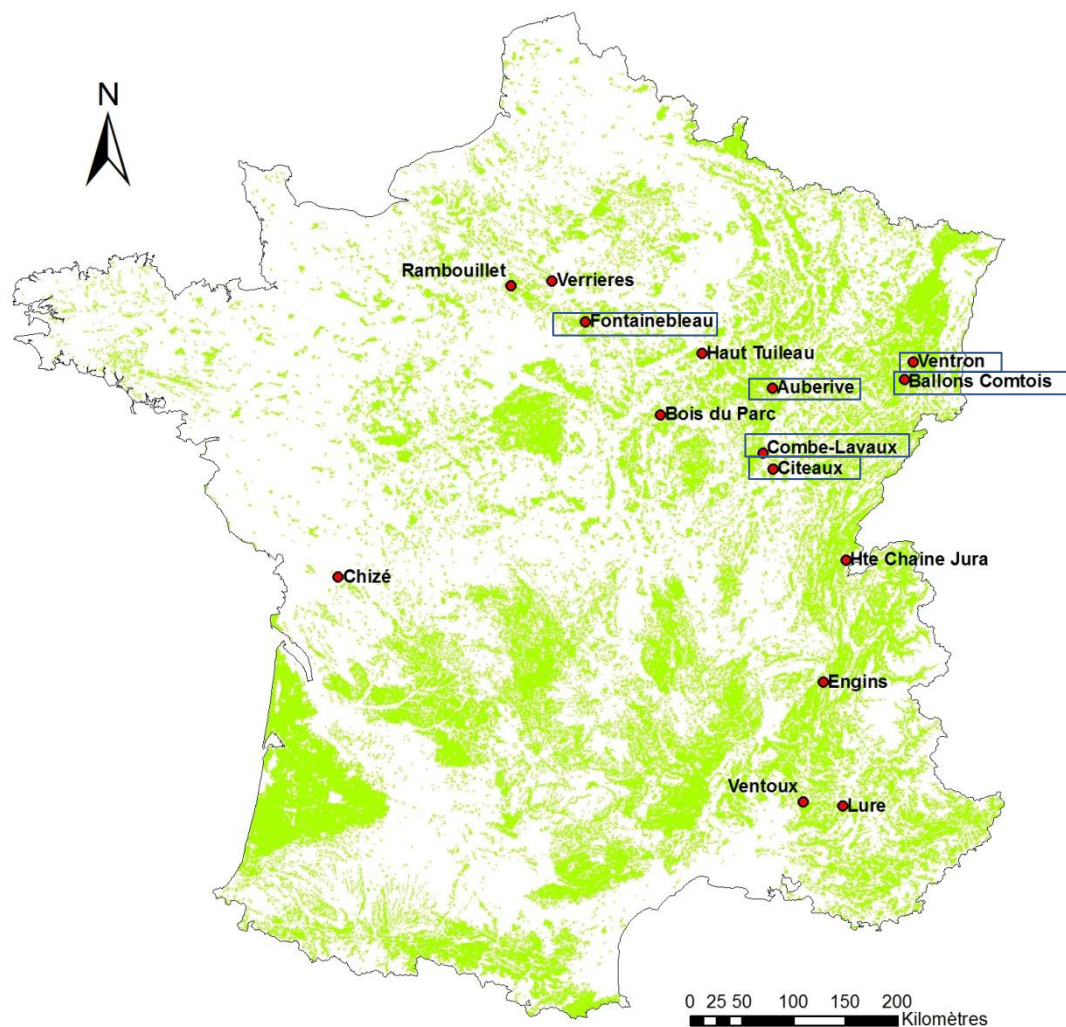 N
Rambouillet
Verrieres
Fontainebleau
Haut Tuileau
Ventron
Ballons Comtois
Auberive
Bois du Parc
Combe-Lavaux
Citeaux
Hte Chaine Jura
Chizé
Engins
Ventoux
Lure
0 25 50 100 150 200
Kilomètres